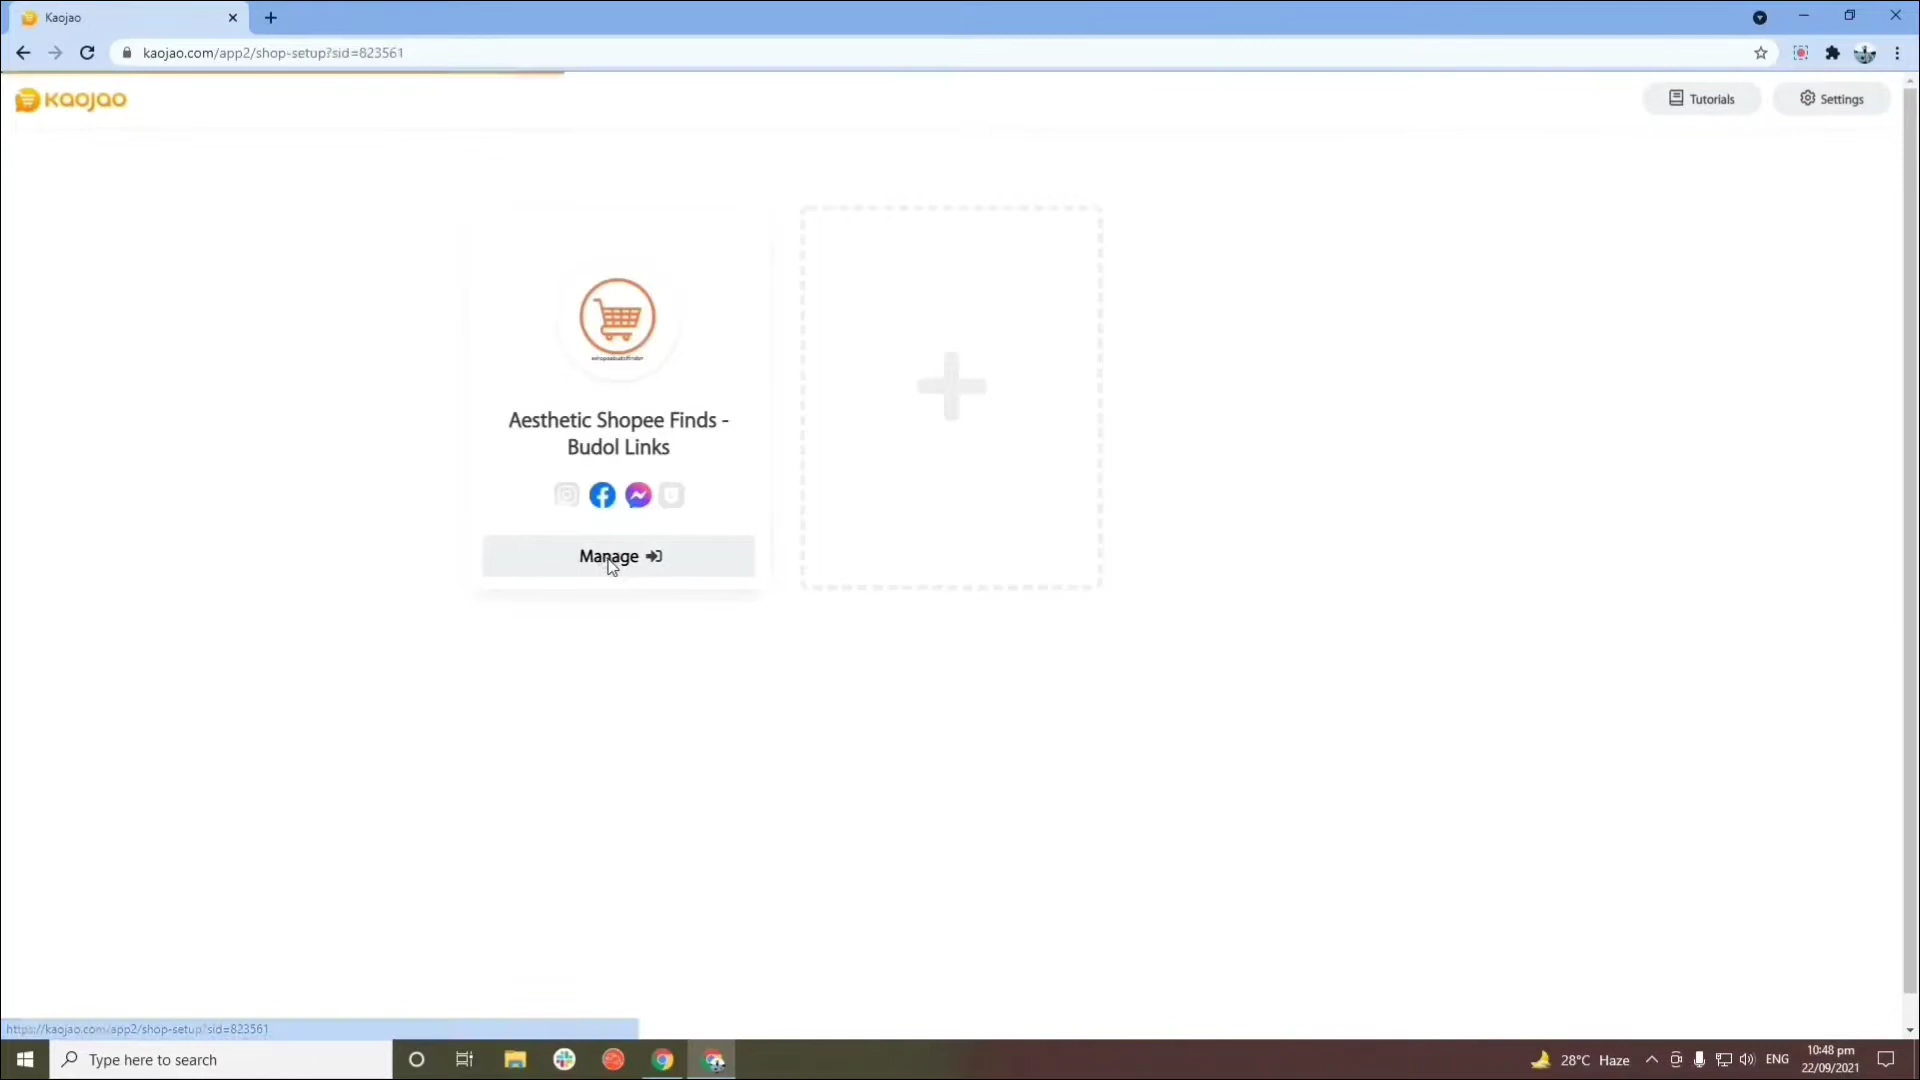 Kaojao
kaojao.com/app2/shop-setup?sid=823561
kaojao
Tutorials
Settings
Aesthetic Shopee Finds -
Budol Links
Manage
https://kaojao.com/app2/shop-setup?sid=823561
Type here to search
28°C Haze
ENG
10:48 pm
22/09/2021